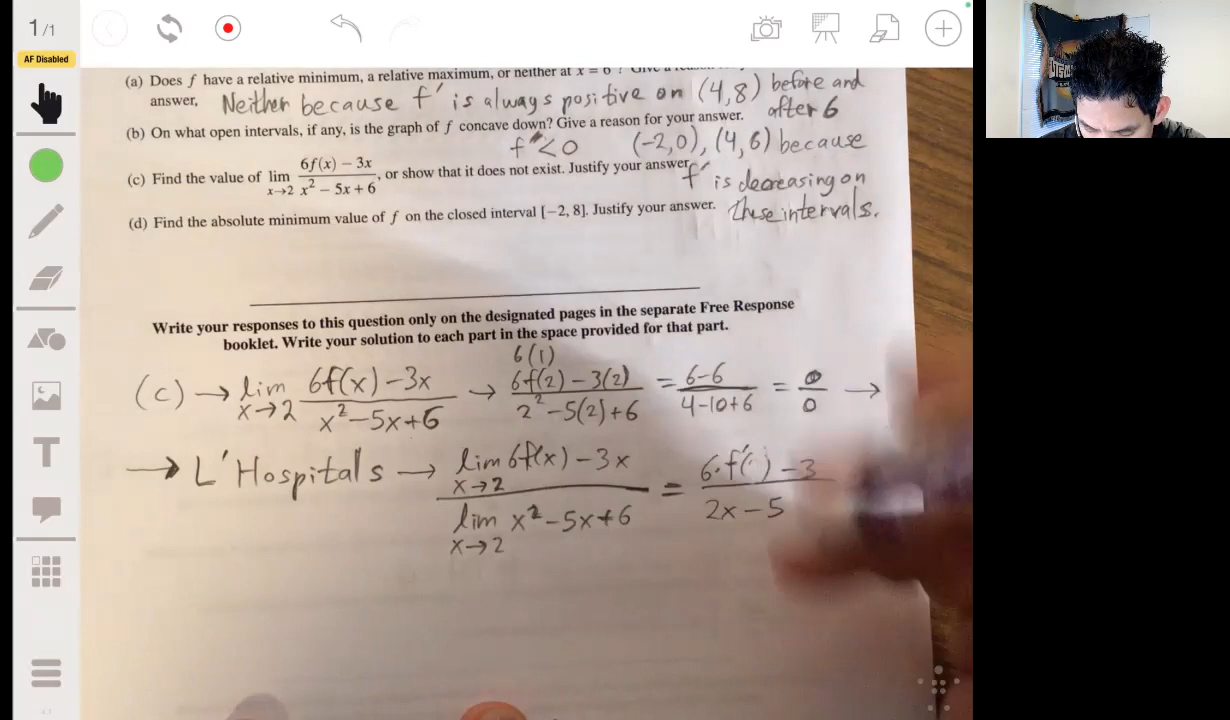 1/1
AF Disabled
(a) Does f have a relative minimum, a relative maximum, or neither at x = 6 ? Give a
answer. Neither because f' is always positive on (4,8) before and after 6
(b) On what open intervals, if any, is the graph of f concave down? Give a reason for your answer.
f"<0 (-2,0), (4,6) because
f' is decreasing on
these intervals.
(c) Find the value of lim x→2 6f(x) − 3x / x² − 5x + 6, or show that it does not exist. Justify your answer.
(d) Find the absolute minimum value of f on the closed interval [−2, 8]. Justify your answer.
Write your responses to this question only on the designated pages in the separate Free Response
booklet. Write your solution to each part in the space provided for that part.
6(1)
(c) → lim x→2 6f(x)−3x / x²−5x+6 → 6f(2)−3(2) / 2²−5(2)+6 = 6−6 / 4−10+6 = 0/0 →
→ L'Hospitals → lim x→2 6f(x)−3x / lim x→2 x²−5x+6 = 6·f'( )−3 / 2x−5
T